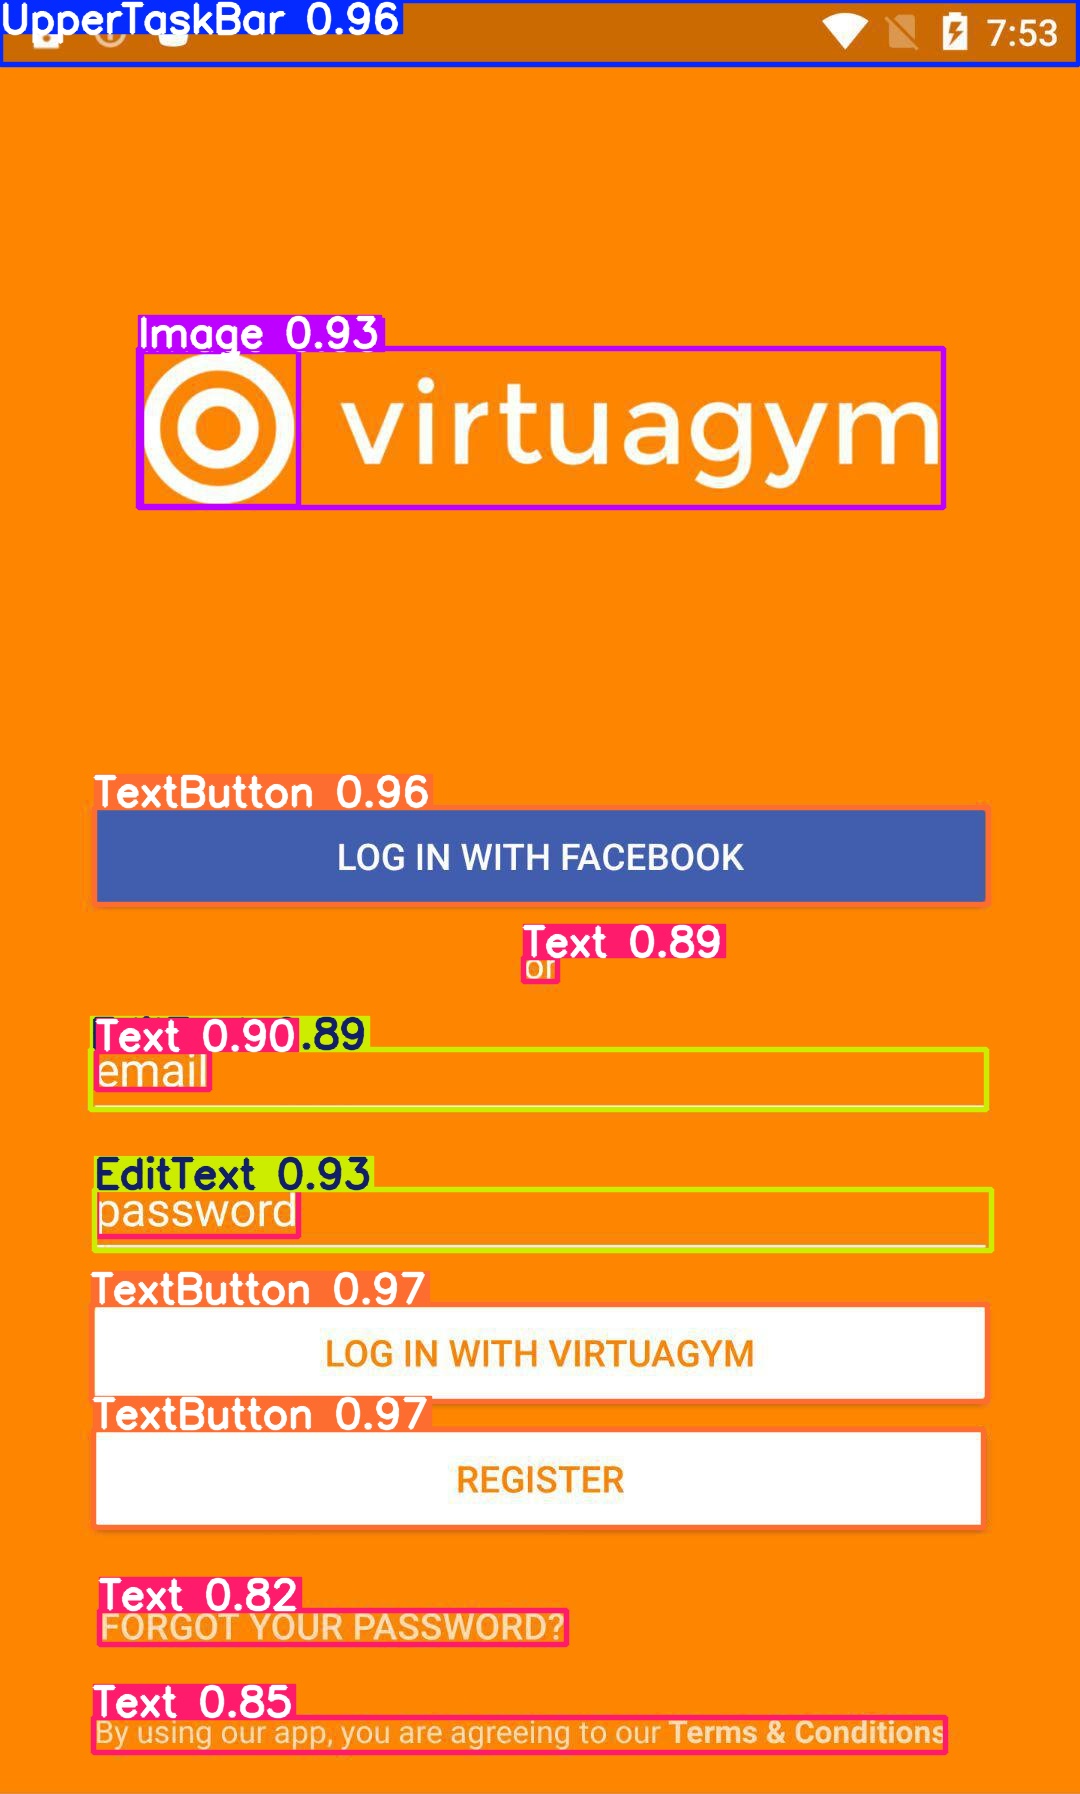 UpperTaskBar 0.96
7:53
Image 0.93
virtuagym
TextButton 0.96
LOG IN WITH FACEBOOK
Text 0.89
or
Text 0.90 .89
email
EditText 0.93
password
TextButton 0.97
LOG IN WITH VIRTUAGYM
TextButton 0.97
REGISTER
Text 0.82
FORGOT YOUR PASSWORD?
Text 0.85
By using our app, you are agreeing to our Terms & Conditions